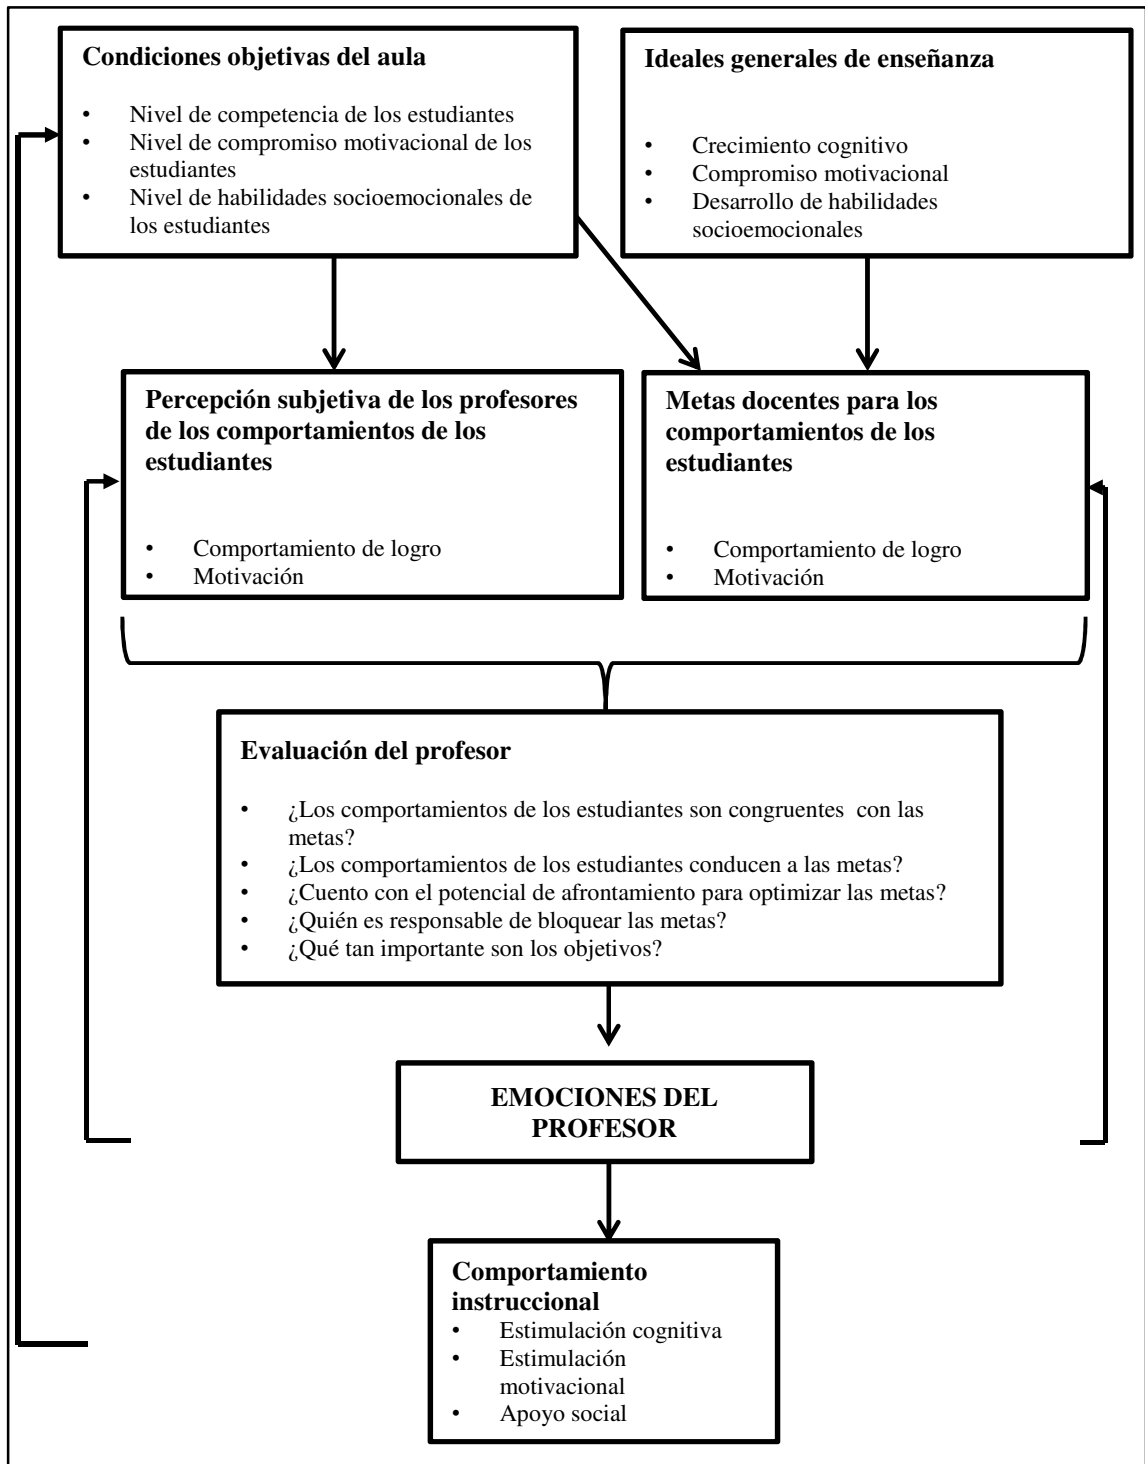 Condiciones objetivas del aula
• Nivel de competencia de los estudiantes
• Nivel de compromiso motivacional de los
estudiantes
• Nivel de habilidades socioemocionales de
los estudiantes
Ideales generales de enseñanza
• Crecimiento cognitivo
• Compromiso motivacional
• Desarrollo de habilidades
socioemocionales
Percepción subjetiva de los profesores
de los comportamientos de los
estudiantes
• Comportamiento de logro
• Motivación
Metas docentes para los
comportamientos de los
estudiantes
• Comportamiento de logro
• Motivación
Evaluación del profesor
• ¿Los comportamientos de los estudiantes son congruentes con las
metas?
• ¿Los comportamientos de los estudiantes conducen a las metas?
• ¿Cuento con el potencial de afrontamiento para optimizar las metas?
• ¿Quién es responsable de bloquear las metas?
• ¿Qué tan importante son los objetivos?
EMOCIONES DEL
PROFESOR
Comportamiento
instruccional
• Estimulación cognitiva
• Estimulación
motivacional
• Apoyo social